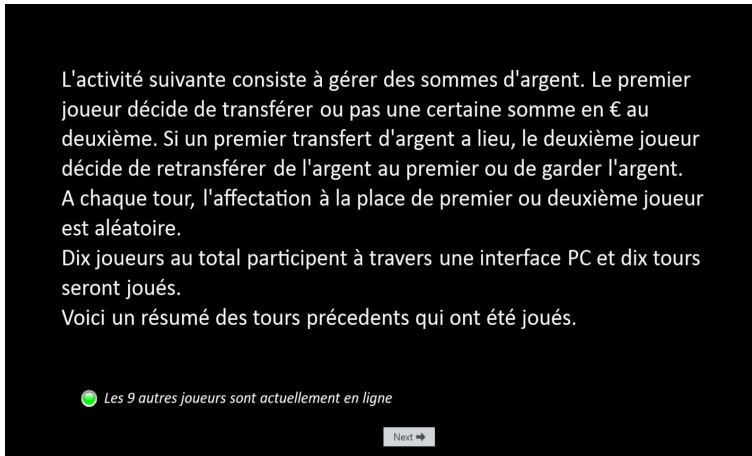 L'activité suivante consiste à gérer des sommes d'argent. Le premier
joueur décide de transférer ou pas une certaine somme en € au
deuxième. Si un premier transfert d'argent a lieu, le deuxième joueur
décide de retransférer de l'argent au premier ou de garder l'argent.
A chaque tour, l'affectation à la place de premier ou deuxième joueur
est aléatoire.
Dix joueurs au total participent à travers une interface PC et dix tours
seront joués.
Voici un résumé des tours précedents qui ont été joués.
Les 9 autres joueurs sont actuellement en ligne
Next